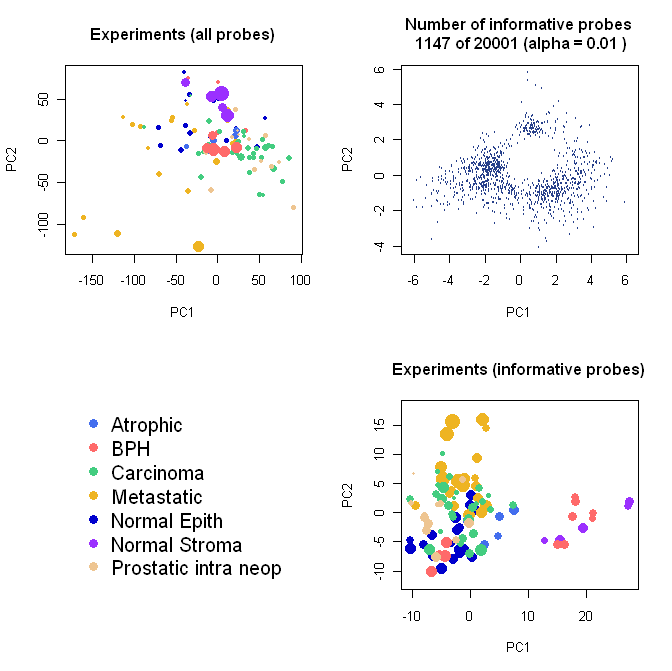 Experiments (all probes)
PC2
50
0
-50
-100
-150
-100
-50
0
50
100
PC1
Number of informative probes
1147 of 20001 (alpha = 0.01 )
PC2
6
4
2
0
-2
-4
-6
-4
-2
0
2
4
6
PC1
Atrophic
BPH
Carcinoma
Metastatic
Normal Epith
Normal Stroma
Prostatic intra neop
Experiments (informative probes)
PC2
15
10
5
0
-5
-10
-10
0
10
20
PC1